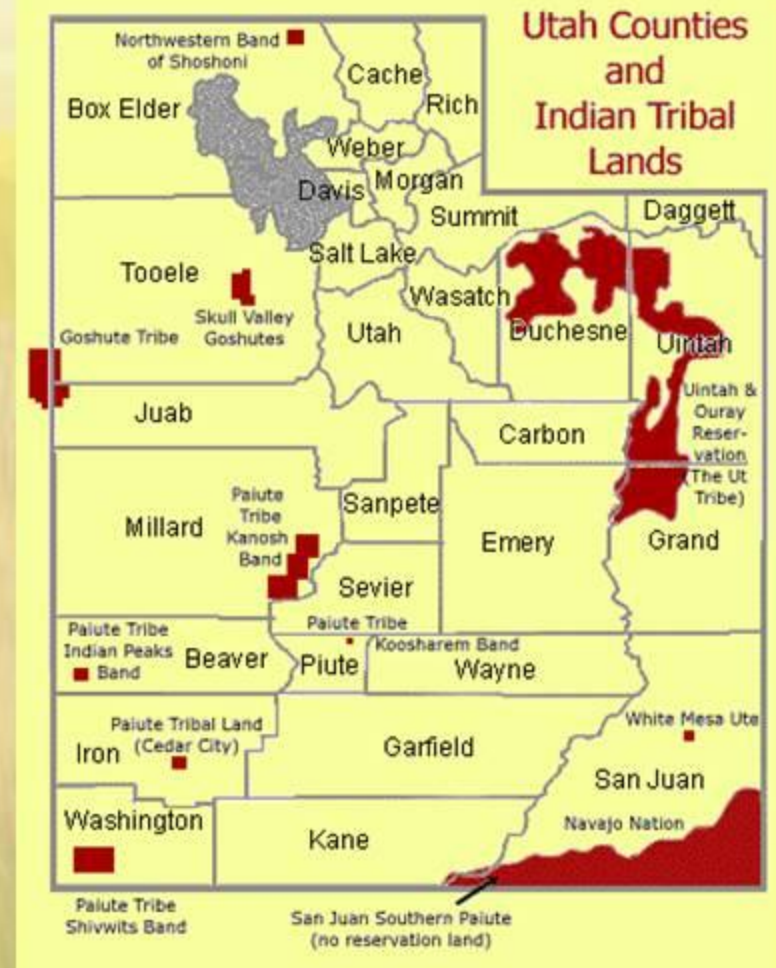 Utah Counties
and
Indian Tribal
Lands
Northwestern Band
of Shoshoni
Cache
Rich
Box Elder
Weber
Davis
Morgan
Summit
Daggett
Salt Lake
Tooele
Wasatch
Skull Valley
Goshutes
Goshute Tribe
Utah
Duchesne
Uintah
Uintah &
Ouray
Reser-
vation
(The Ut
Tribe)
Juab
Carbon
Sanpete
Paiute
Tribe
Kanosh
Band
Millard
Emery
Grand
Sevier
Paiute Tribe
Koosharem Band
Paiute Tribe
Indian Peaks
Band
Beaver
Piute
Wayne
White Mesa Ute
Paiute Tribal Land
(Cedar City)
Iron
Garfield
San Juan
Washington
Kane
Navajo Nation
Paiute Tribe
Shivwits Band
San Juan Southern Paiute
(no reservation land)